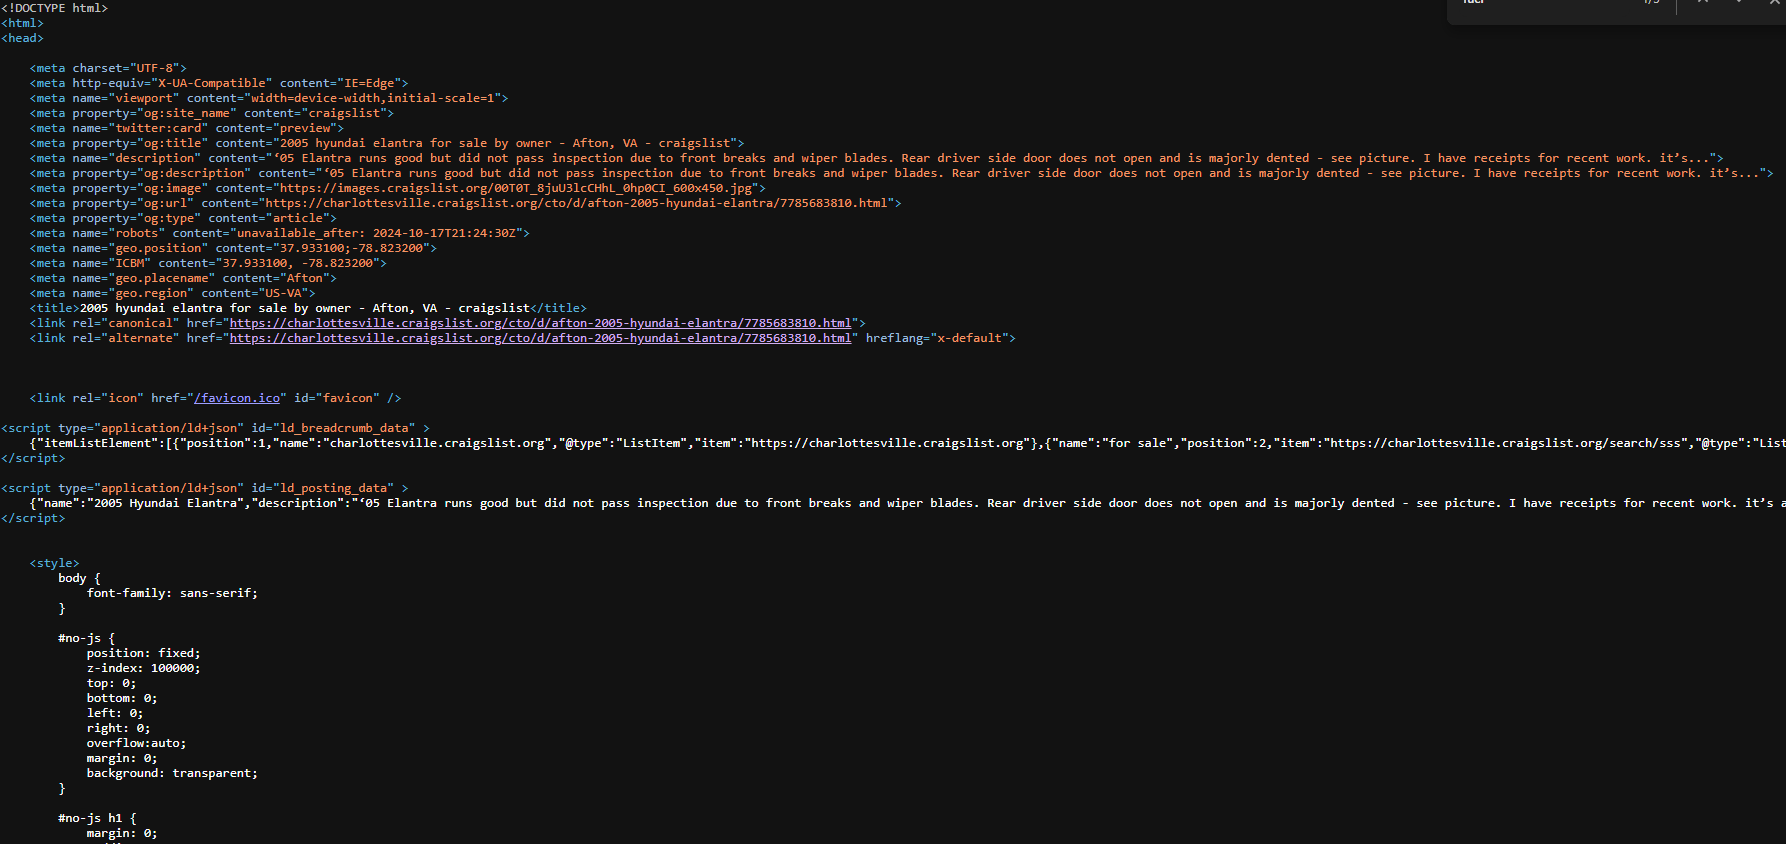 <!DOCTYPE html>
<html>
<head>
<meta charset="UTF-8">
<meta http-equiv="X-UA-Compatible" content="IE=Edge">
<meta name="viewport" content="width=device-width,initial-scale=1">
<meta property="og:site_name" content="craigslist">
<meta name="twitter:card" content="preview">
<meta property="og:title" content="2005 hyundai elantra for sale by owner - Afton, VA - craigslist">
<meta name="description" content="‘05 Elantra runs good but did not pass inspection due to front breaks and wiper blades. Rear driver side door does not open and is majorly dented - see picture. I have receipts for recent work. it’s...">
<meta property="og:description" content="‘05 Elantra runs good but did not pass inspection due to front breaks and wiper blades. Rear driver side door does not open and is majorly dented - see picture. I have receipts for recent work. it’s...">
<meta property="og:image" content="https://images.craigslist.org/00T0T_8juU3lcCHhL_0hp0CI_600x450.jpg">
<meta property="og:url" content="https://charlottesville.craigslist.org/cto/d/afton-2005-hyundai-elantra/7785683810.html">
<meta property="og:type" content="article">
<meta name="robots" content="unavailable_after: 2024-10-17T21:24:30Z">
<meta name="geo.position" content="37.933100;-78.823200">
<meta name="ICBM" content="37.933100, -78.823200">
<meta name="geo.placename" content="Afton">
<meta name="geo.region" content="US-VA">
<title>2005 hyundai elantra for sale by owner - Afton, VA - craigslist</title>
<link rel="canonical" href="https://charlottesville.craigslist.org/cto/d/afton-2005-hyundai-elantra/7785683810.html">
<link rel="alternate" href="https://charlottesville.craigslist.org/cto/d/afton-2005-hyundai-elantra/7785683810.html" hreflang="x-default">
<link rel="icon" href="/favicon.ico" id="favicon" />
<script type="application/ld+json" id="ld_breadcrumb_data" >
{"itemListElement":[{"position":1,"name":"charlottesville.craigslist.org","@type":"ListItem","item":"https://charlottesville.craigslist.org"},{"name":"for sale","position":2,"item":"https://charlottesville.craigslist.org/search/sss","@type":"List
</script>
<script type="application/ld+json" id="ld_posting_data" >
{"name":"2005 Hyundai Elantra","description":"‘05 Elantra runs good but did not pass inspection due to front breaks and wiper blades. Rear driver side door does not open and is majorly dented - see picture. I have receipts for recent work. it’s a
</script>
<style>
body {
font-family: sans-serif;
}
#no-js {
position: fixed;
z-index: 100000;
top: 0;
bottom: 0;
left: 0;
right: 0;
overflow:auto;
margin: 0;
background: transparent;
}
#no-js h1 {
margin: 0;